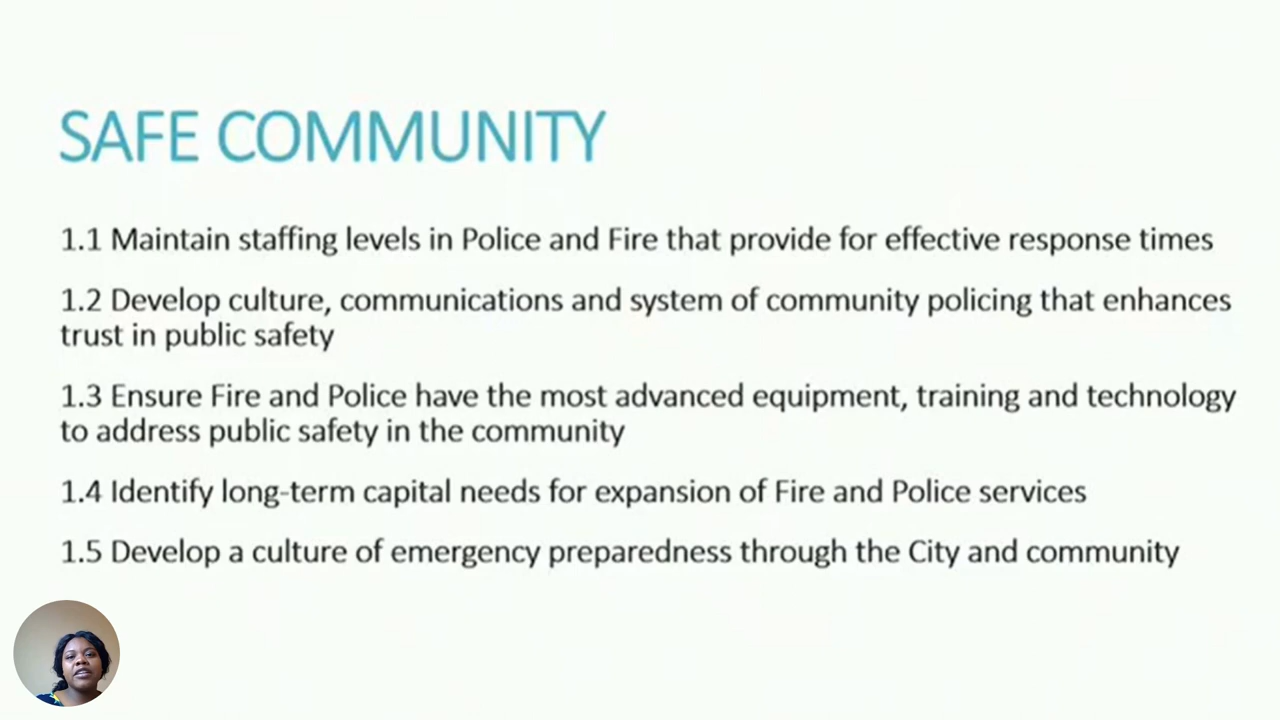 SAFE COMMUNITY
1.1 Maintain staffing levels in Police and Fire that provide for effective response times
1.2 Develop culture, communications and system of community policing that enhances
trust in public safety
1.3 Ensure Fire and Police have the most advanced equipment, training and technology
to address public safety in the community
1.4 Identify long-term capital needs for expansion of Fire and Police services
1.5 Develop a culture of emergency preparedness through the City and community